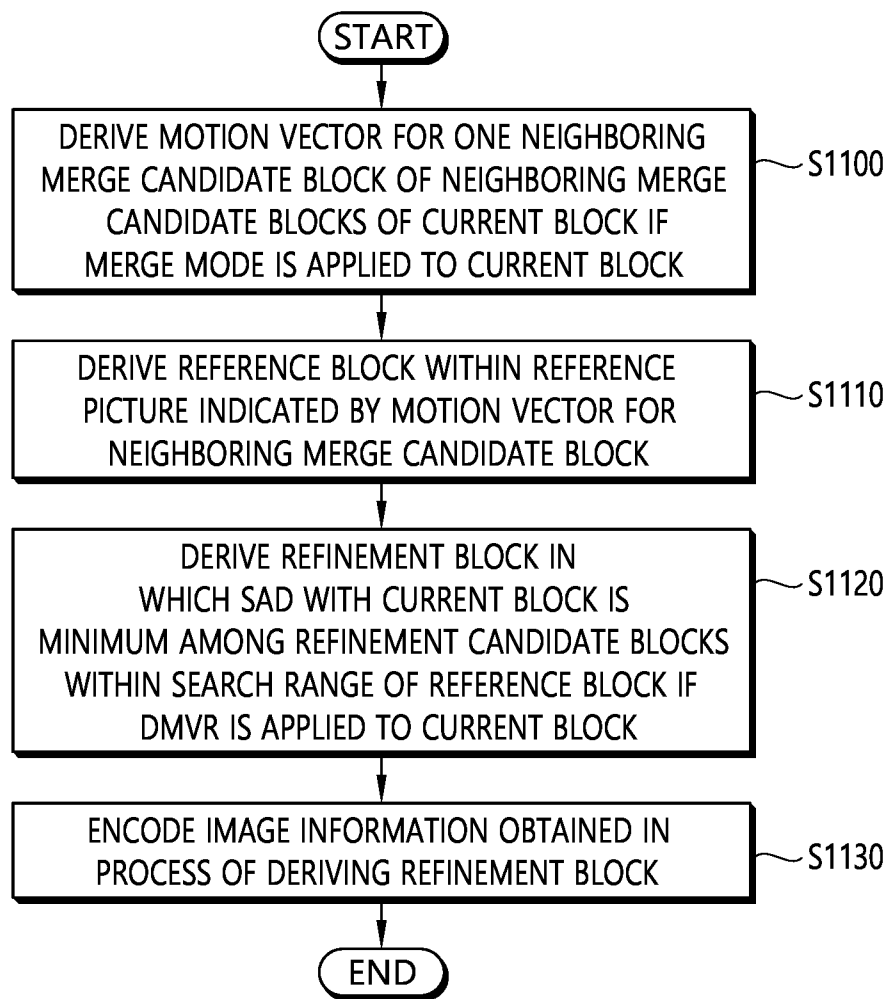 START
DERIVE MOTION VECTOR FOR ONE NEIGHBORING
MERGE CANDIDATE BLOCK OF NEIGHBORING MERGE
CANDIDATE BLOCKS OF CURRENT BLOCK IF
MERGE MODE IS APPLIED TO CURRENT BLOCK
S1100
DERIVE REFERENCE BLOCK WITHIN REFERENCE
PICTURE INDICATED BY MOTION VECTOR FOR
NEIGHBORING MERGE CANDIDATE BLOCK
S1110
DERIVE REFINEMENT BLOCK IN
WHICH SAD WITH CURRENT BLOCK IS
MINIMUM AMONG REFINEMENT CANDIDATE BLOCKS
WITHIN SEARCH RANGE OF REFERENCE BLOCK IF
DMVR IS APPLIED TO CURRENT BLOCK
S1120
ENCODE IMAGE INFORMATION OBTAINED IN
PROCESS OF DERIVING REFINEMENT BLOCK
S1130
END